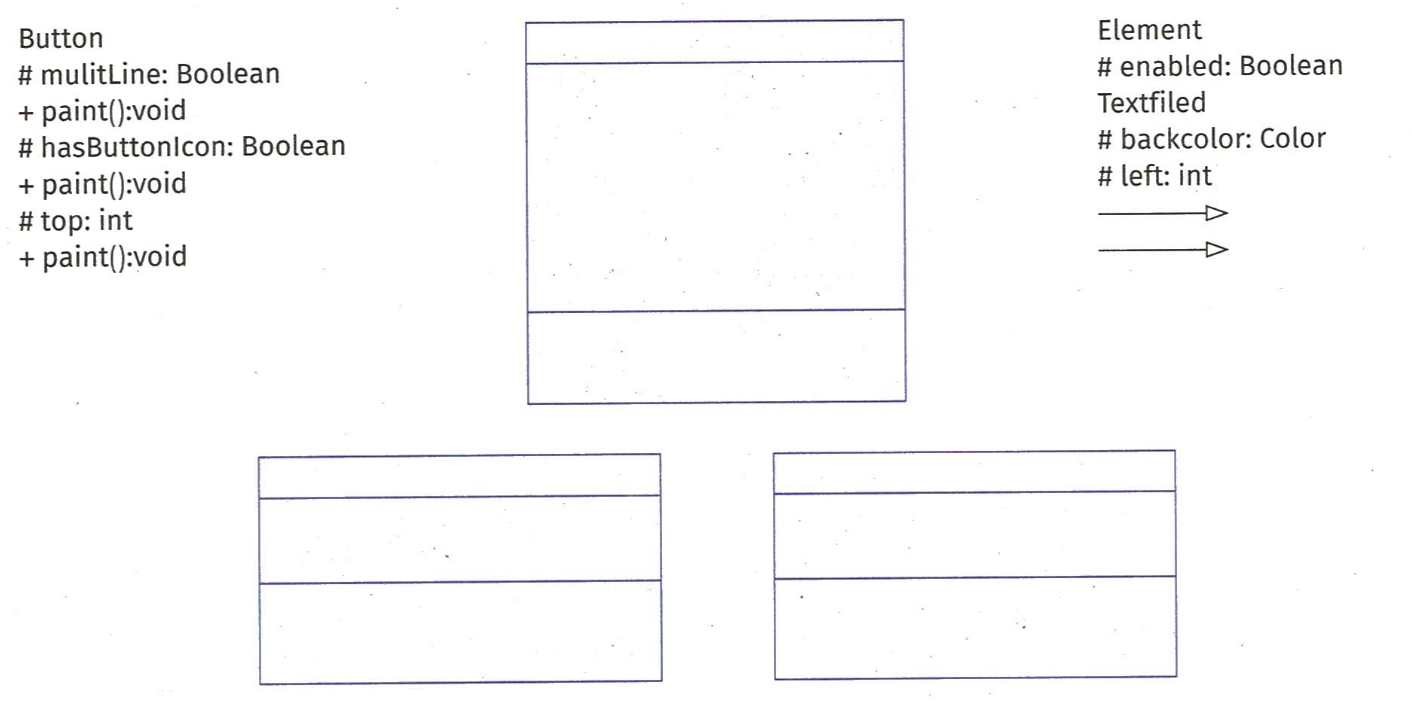 Button
# mulitLine: Boolean
+ paint():void
# hasButtonIcon: Boolean
+ paint():void
# top: int
+ paint():void
Element
# enabled: Boolean
Textfiled
# backcolor: Color
# left: int